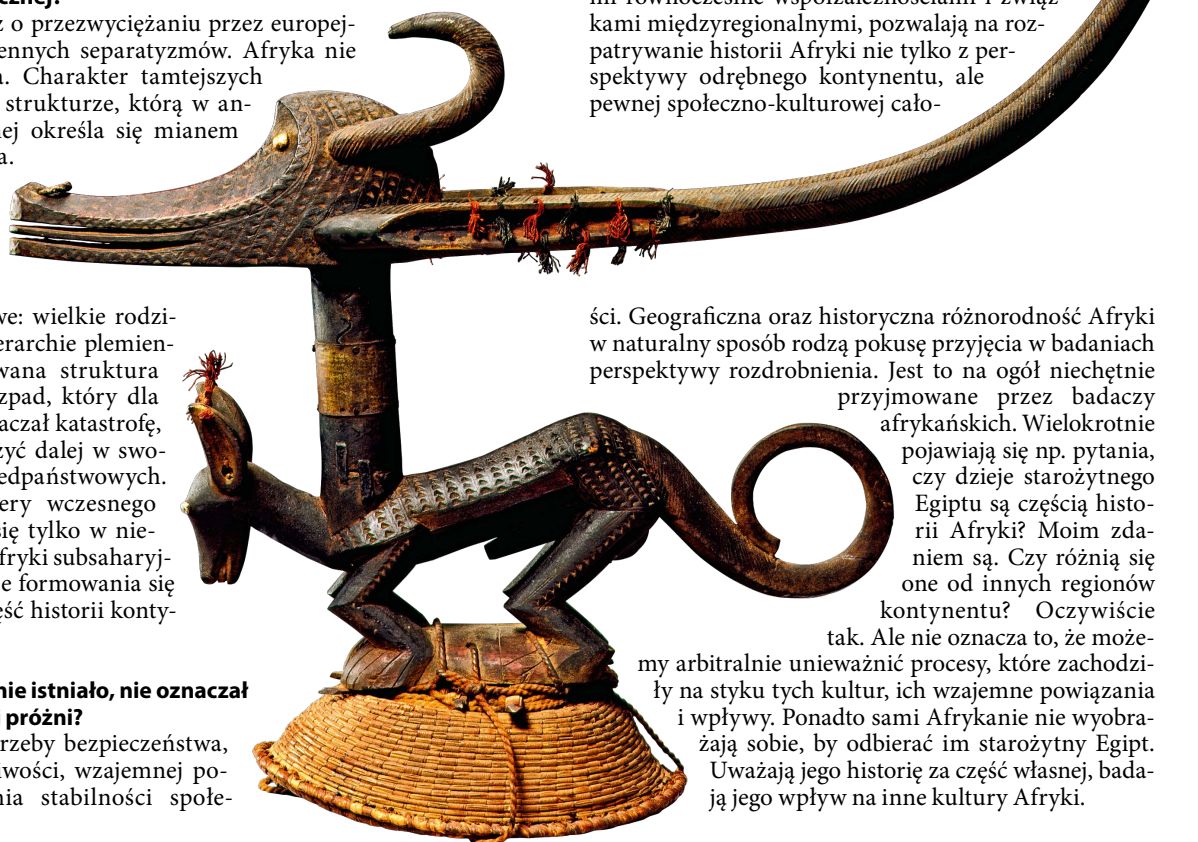 cznej?
z o przezwyciężaniu przez europej-
ennych separatyzmów. Afryka nie
a. Charakter tamtejszych
strukturze, którą w an-
nej określa się mianem
a.
we: wielkie rodzi-
erarchie plemien-
wana struktura
zpad, który dla
aczał katastrofę,
zyć dalej w swo-
edpaństwowych.
ery wczesnego
się tylko w nie-
fryki subsaharyj-
e formowania się
ęść historii konty-
nie istniało, nie oznaczał
i próżni?
rzeby bezpieczeństwa,
iwości, wzajemnej po-
nia stabilności społe-
mi równocześnie współzależnościami i związ-
kami międzyregionalnymi, pozwalają na roz-
patrywanie historii Afryki nie tylko z per-
spektywy odrębnego kontynentu, ale
pewnej społeczno-kulturowej cało-
ści. Geograficzna oraz historyczna różnorodność Afryki
w naturalny sposób rodzą pokusę przyjęcia w badaniach
perspektywy rozdrobnienia. Jest to na ogół niechętnie
przyjmowane przez badaczy
afrykańskich. Wielokrotnie
pojawiają się np. pytania,
czy dzieje starożytnego
Egiptu są częścią histo-
rii Afryki? Moim zda-
niem są. Czy różnią się
one od innych regionów
kontynentu? Oczywiście
tak. Ale nie oznacza to, że może-
my arbitralnie unieważnić procesy, które zachodzi-
ły na styku tych kultur, ich wzajemne powiązania
i wpływy. Ponadto sami Afrykanie nie wyobra-
żają sobie, by odbierać im starożytny Egipt.
Uważają jego historię za część własnej, bada-
ją jego wpływ na inne kultury Afryki.